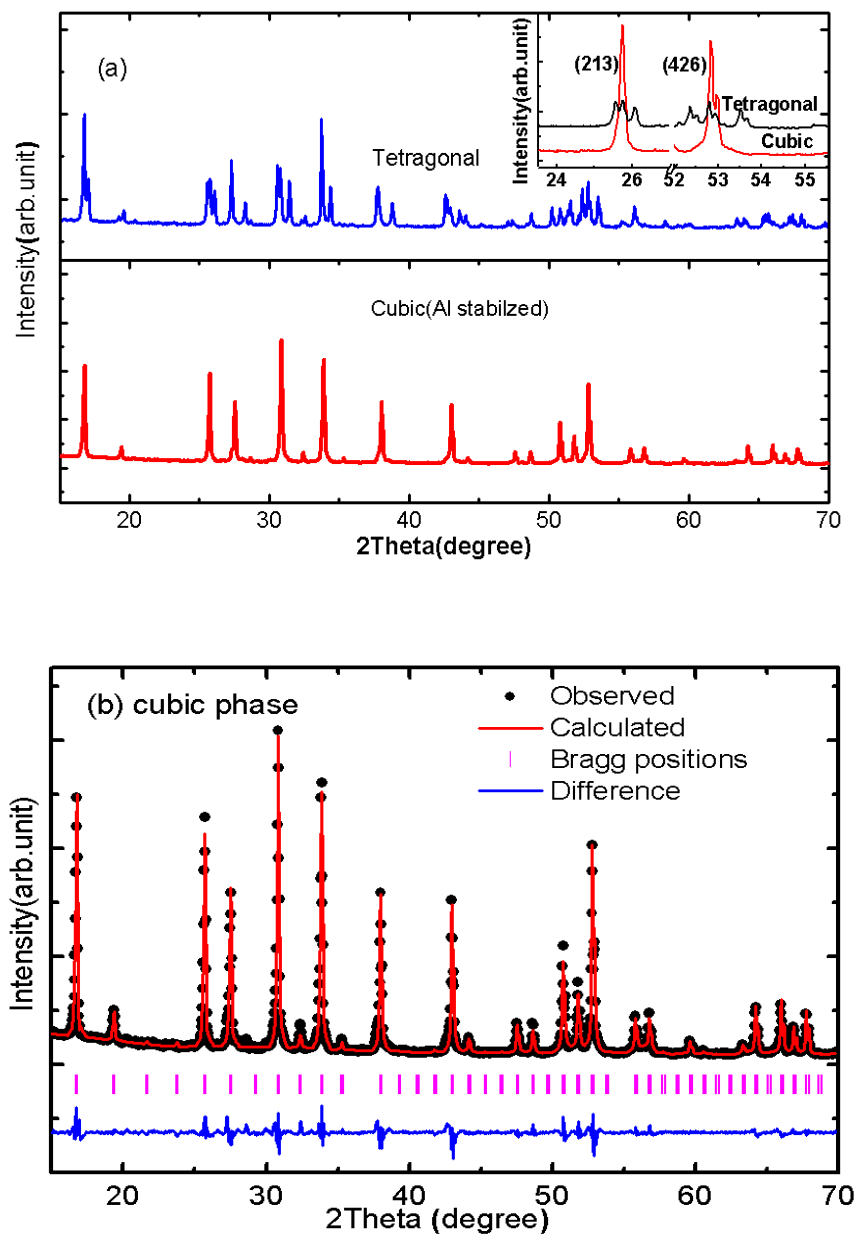 (a)
Intensity(arb.unit)
Tetragonal
Cubic(Al stabilzed)
20 30 40 50 60 70
2Theta(degree)
Intensity(arb.unit)
(213)
(426)
Tetragonal
Cubic
24 26 52 53 54 55
(b) cubic phase
Observed
Calculated
Bragg positions
Difference
Intensity(arb.unit)
20 30 40 50 60 70
2Theta (degree)